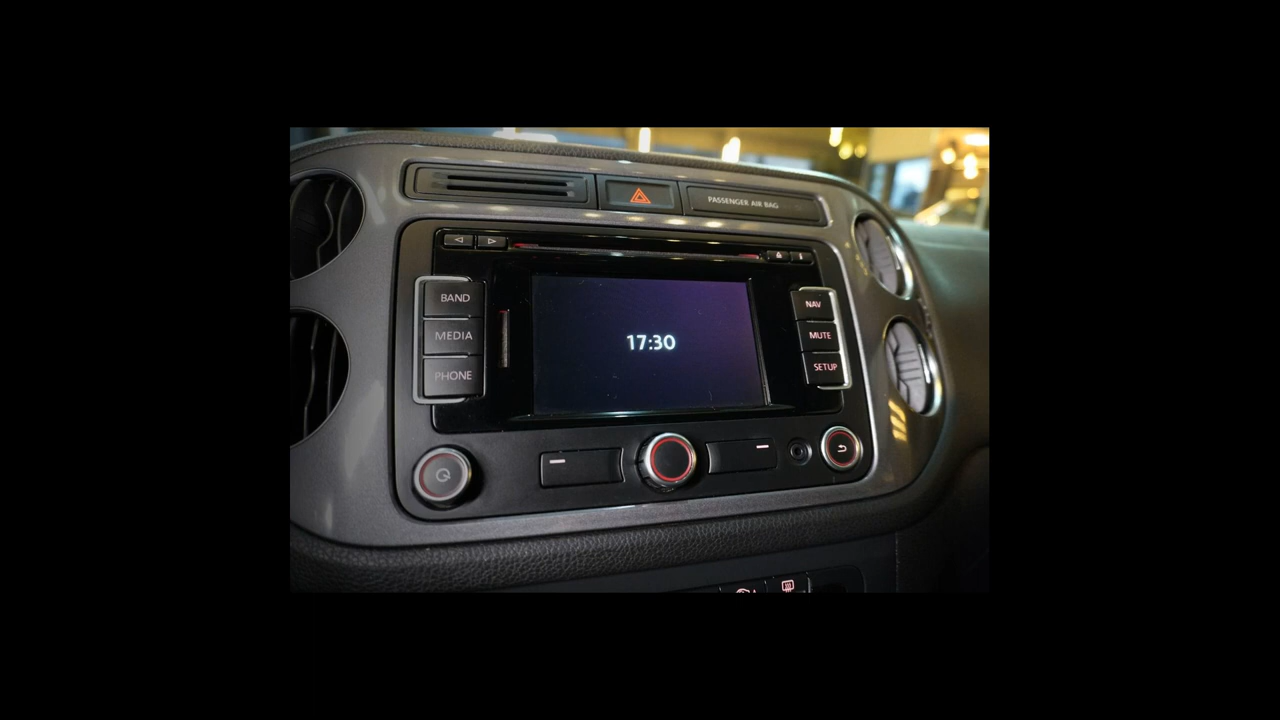 PASSENGER AIR BAG
BAND
MEDIA
PHONE
17:30
NAV
MUTE
SETUP